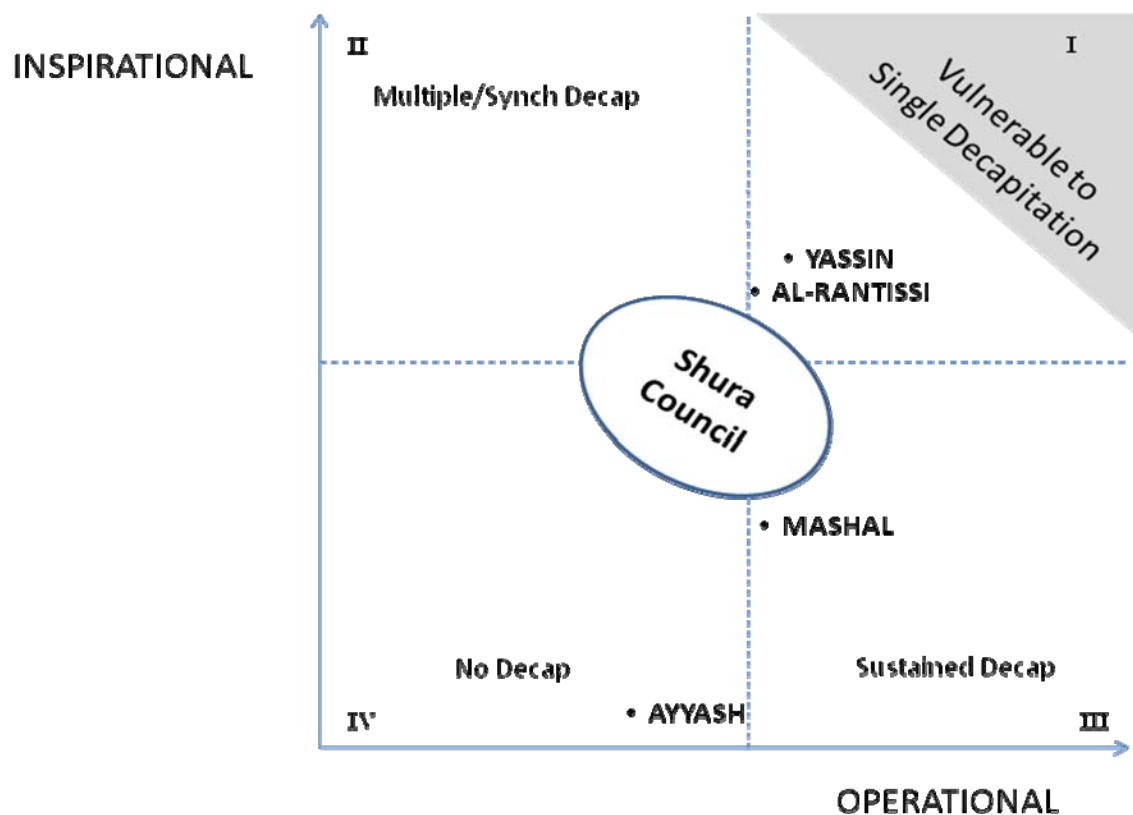 INSPIRATIONAL
II
I
Multiple/Synch Decap
Vulnerable to
Single Decapitation
• YASSIN
• AL-RANTISSI
Shura
Council
• MASHAL
No Decap
Sustained Decap
• AYYASH
IV
III
OPERATIONAL